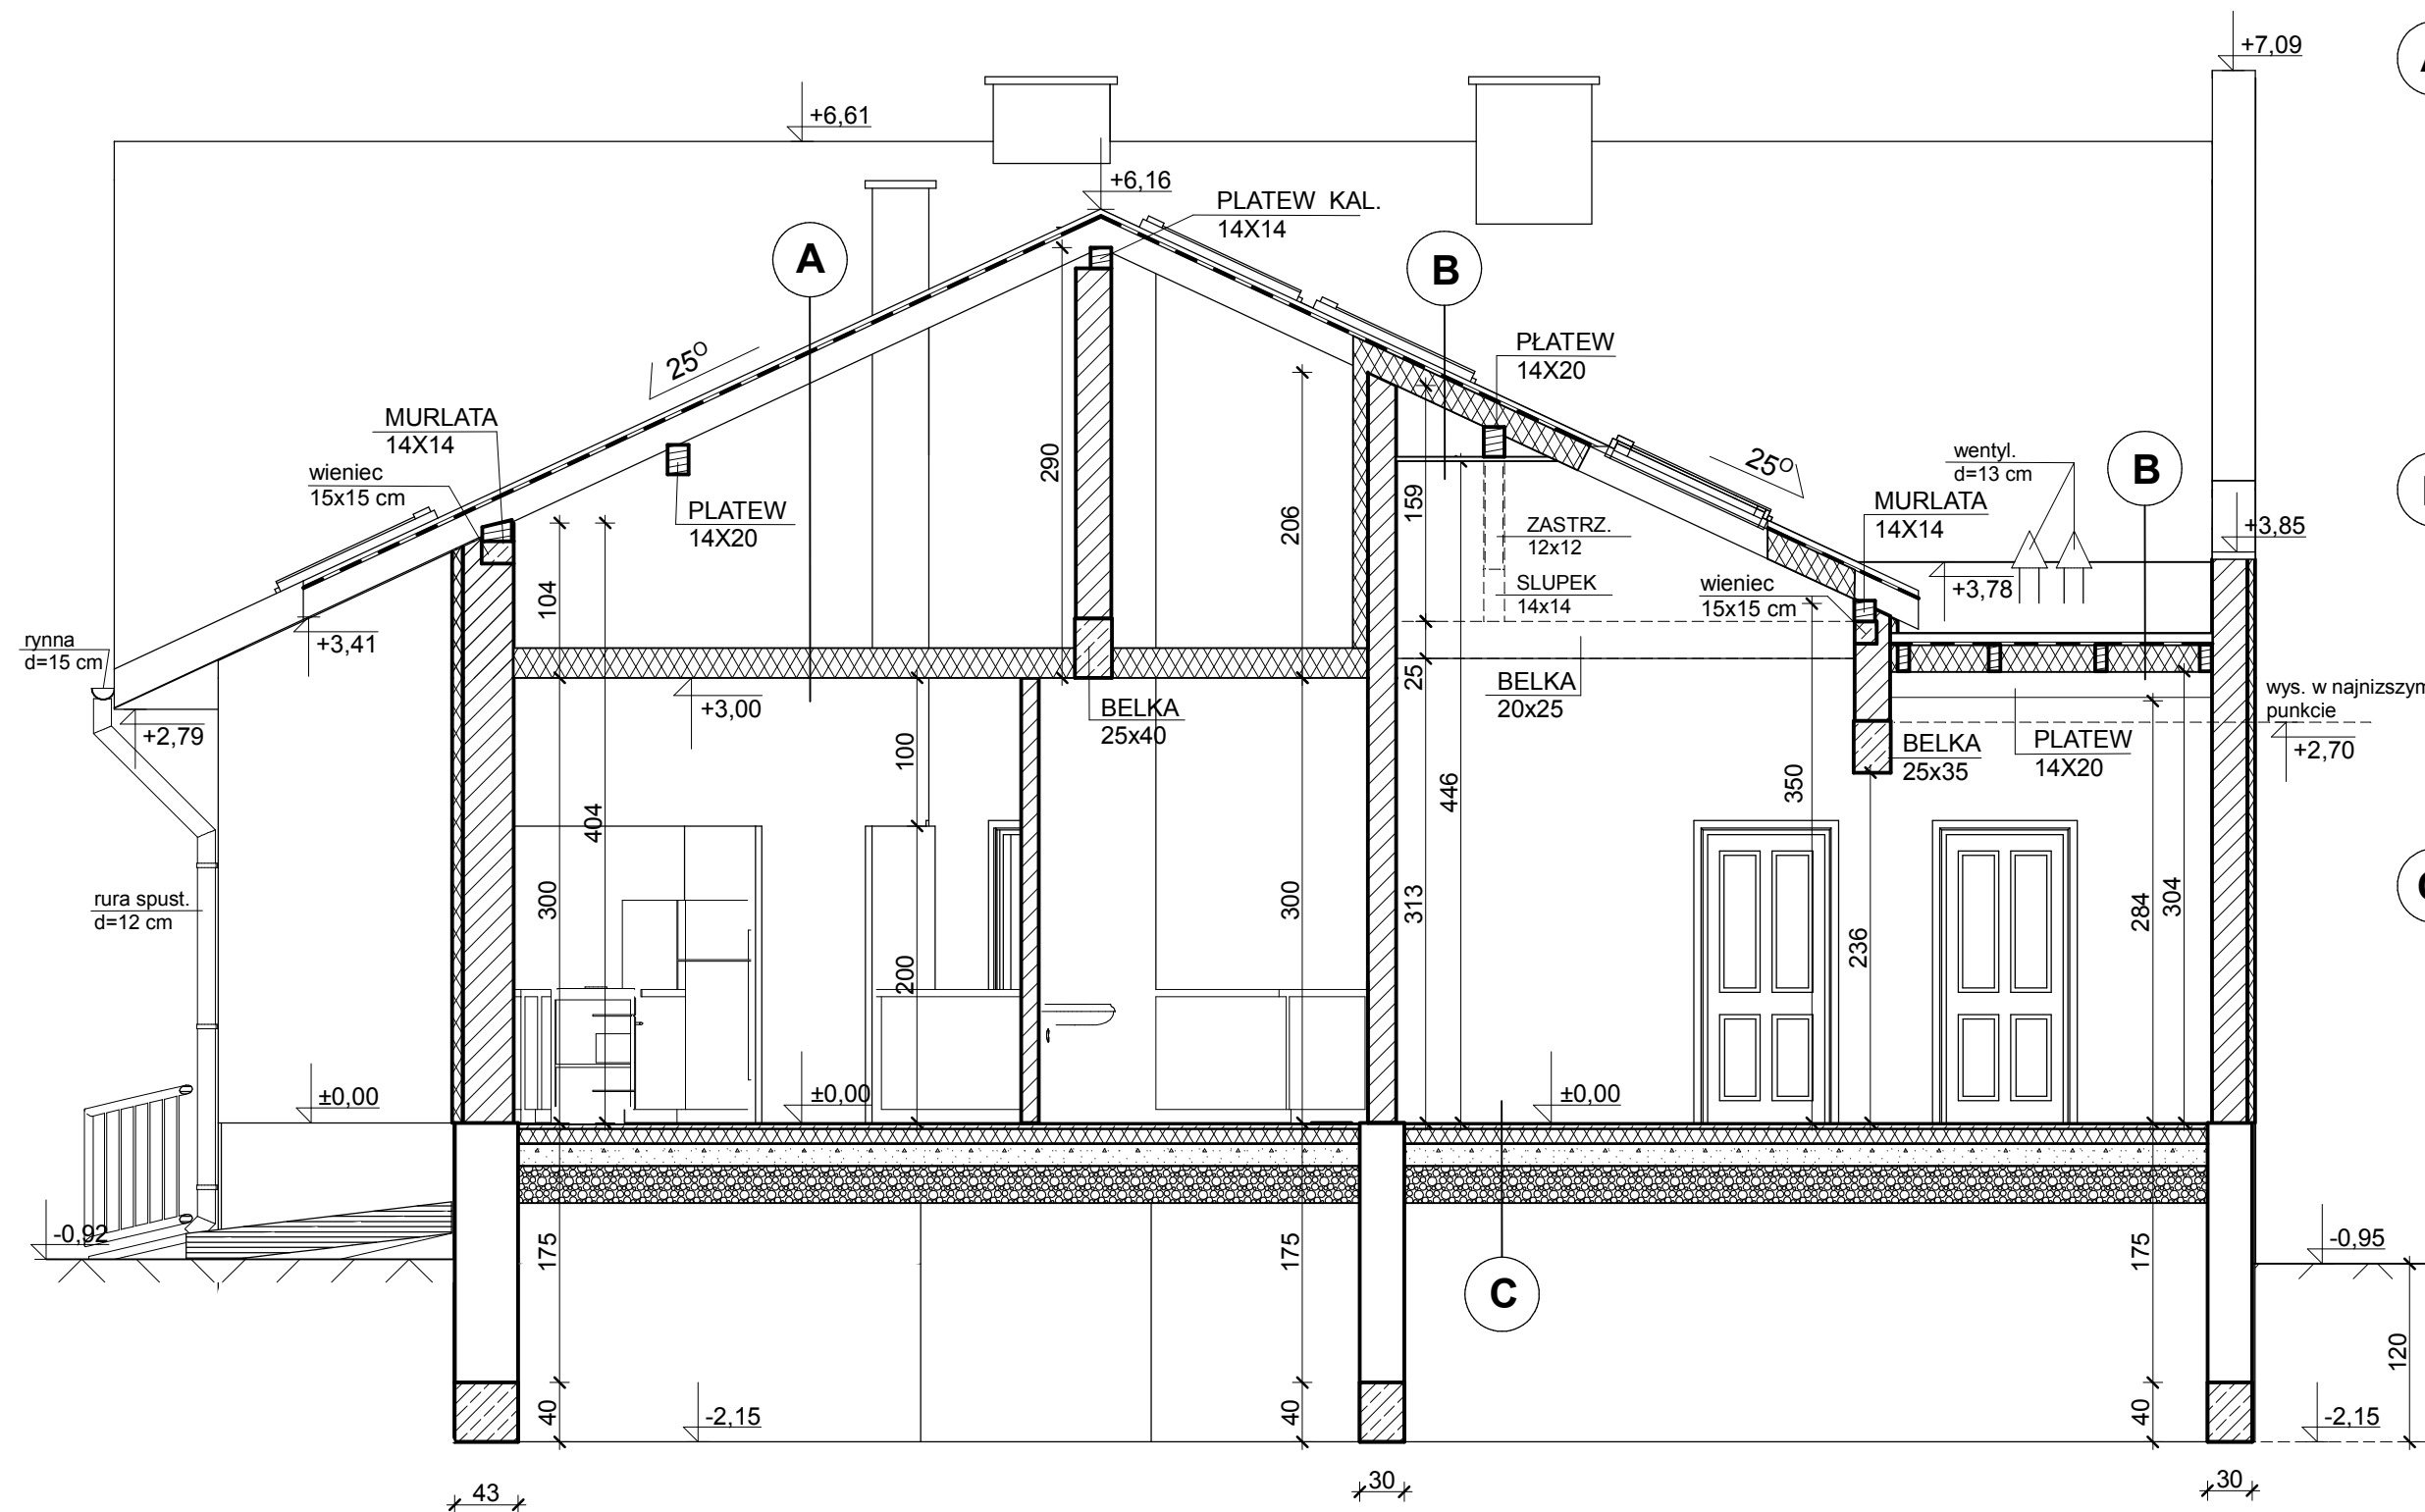 +7,09
+6,61
+6,16
PLATEW KAL.
14X14
A
B
25O
PŁATEW
14X20
MURLATA
14X14
wieniec
15x15 cm
PLATEW
14X20
290
206
159
25O
wentyl.
d=13 cm
B
MURLATA
14X14
+3,85
ZASTRZ.
12x12
SLUPEK
14x14
wieniec
15x15 cm
+3,78
104
404
+3,41
rynna
d=15 cm
+2,79
+3,00
100
BELKA
25x40
25
BELKA
20x25
446
350
BELKA
25x35
PLATEW
14X20
wys. w najnizszym
punkcie
+2,70
rura spust.
d=12 cm
300
200
300
313
236
284
304
±0,00
±0,00
±0,00
-0,92
175
175
C
175
-0,95
120
40
-2,15
40
40
-2,15
43
30
30